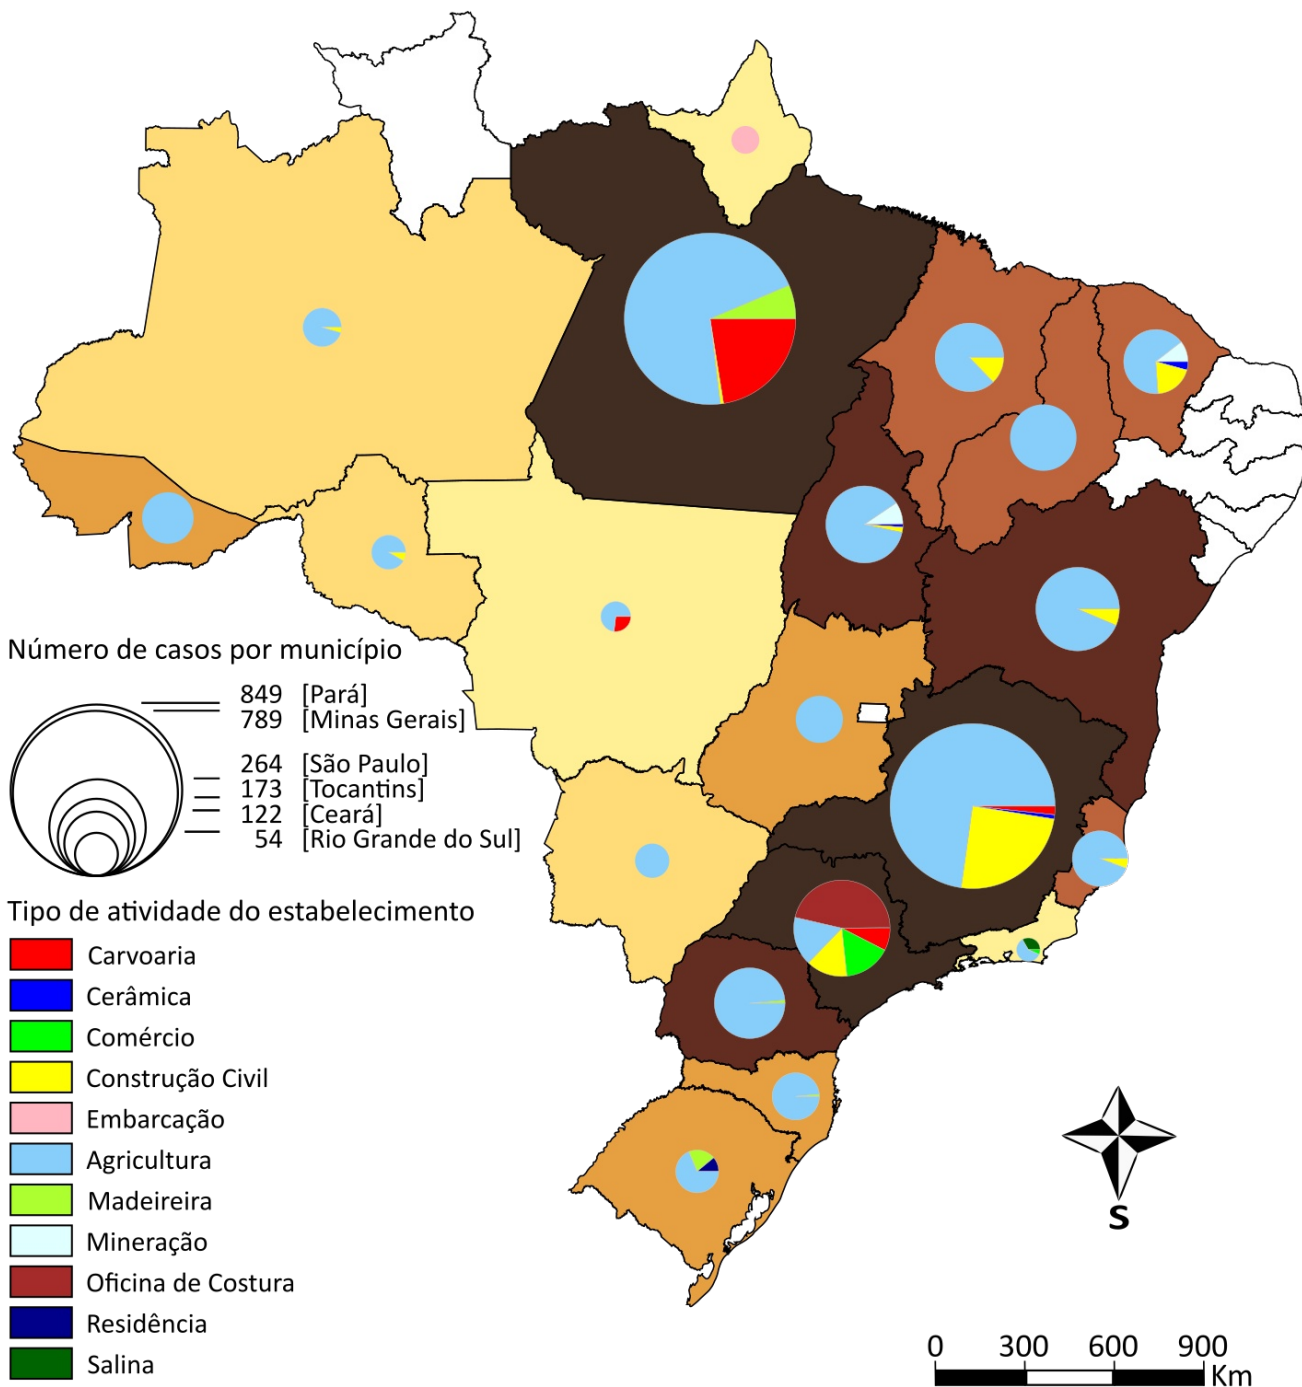 Número de casos por município
849 [Pará]
789 [Minas Gerais]
264 [São Paulo]
173 [Tocantins]
122 [Ceará]
54 [Rio Grande do Sul]
Tipo de atividade do estabelecimento
Carvoaria
Cerâmica
Comércio
Construção Civil
Embarcação
Agricultura
Madeireira
Mineração
Oficina de Costura
Residência
Salina
S
0 300 600 900
Km